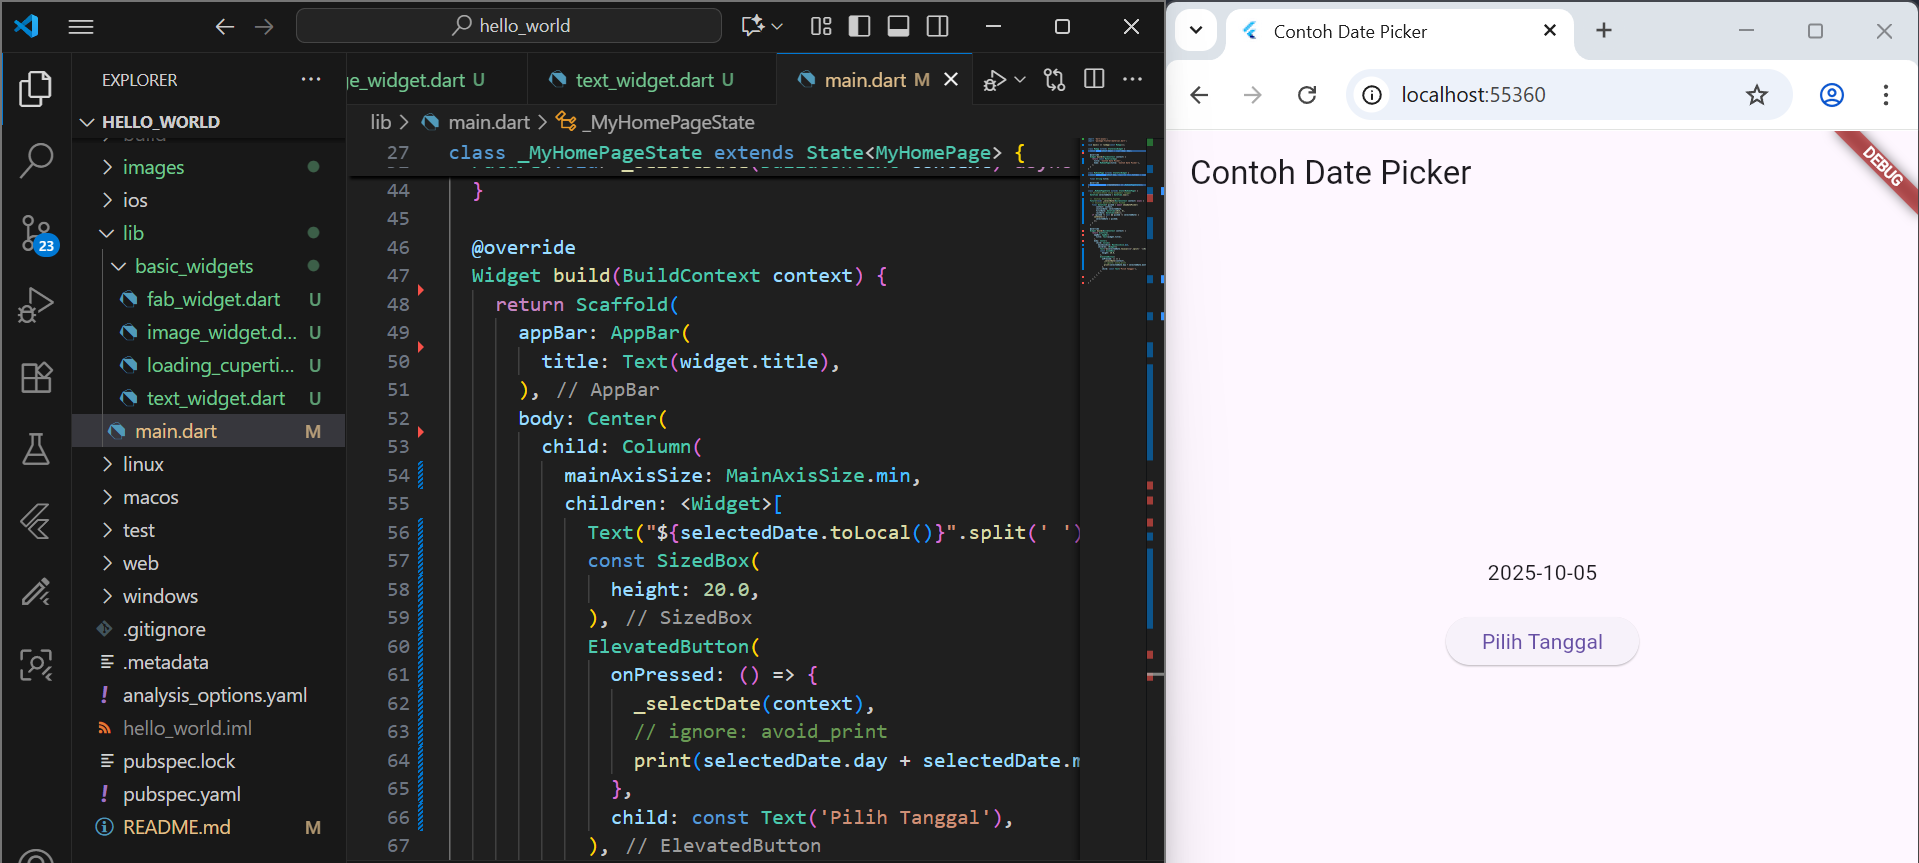 hello_world
EXPLORER
HELLO_WORLD
images
ios
lib
basic_widgets
fab_widget.dart U
image_widget.d... U
loading_cuperti... U
text_widget.dart U
main.dart M
linux
macos
test
web
windows
.gitignore
.metadata
analysis_options.yaml
hello_world.iml
pubspec.lock
pubspec.yaml
README.md M
23
ge_widget.dart U
text_widget.dart U
main.dart M
lib > main.dart > _MyHomePageState
27 class _MyHomePageState extends State<MyHomePage> {
44 }
45
46 @override
47 Widget build(BuildContext context) {
48 return Scaffold(
49 appBar: AppBar(
50 title: Text(widget.title),
51 ), // AppBar
52 body: Center(
53 child: Column(
54 mainAxisSize: MainAxisSize.min,
55 children: <Widget>[
56 Text("${selectedDate.toLocal()}".split(' ')
57 const SizedBox(
58 height: 20.0,
59 ), // SizedBox
60 ElevatedButton(
61 onPressed: () => {
62 _selectDate(context),
63 // ignore: avoid_print
64 print(selectedDate.day + selectedDate.m
65 },
66 child: const Text('Pilih Tanggal'),
67 ), // ElevatedButton
Contoh Date Picker
localhost:55360
Contoh Date Picker
DEBUG
2025-10-05
Pilih Tanggal